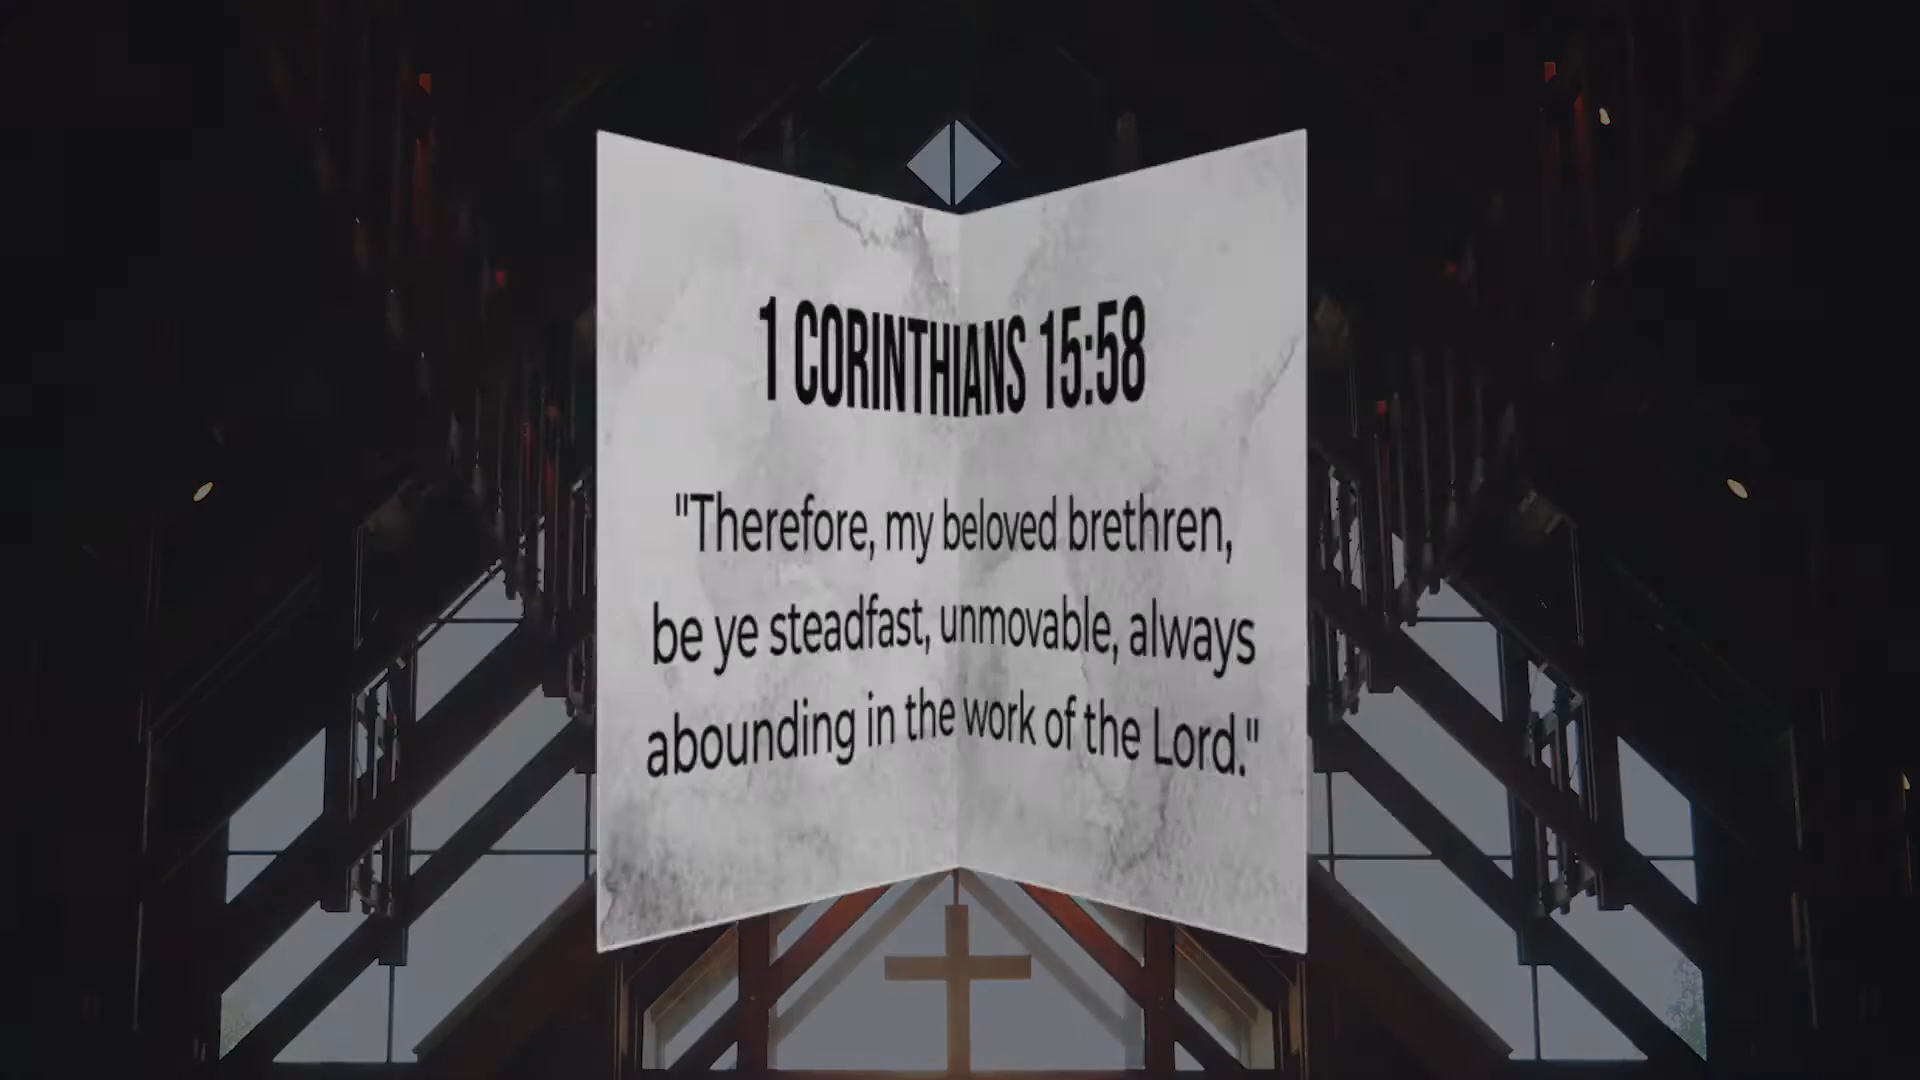 1 CORINTHIANS 15:58
"Therefore, my beloved brethren,
be ye steadfast, unmovable, always
abounding in the work of the Lord."